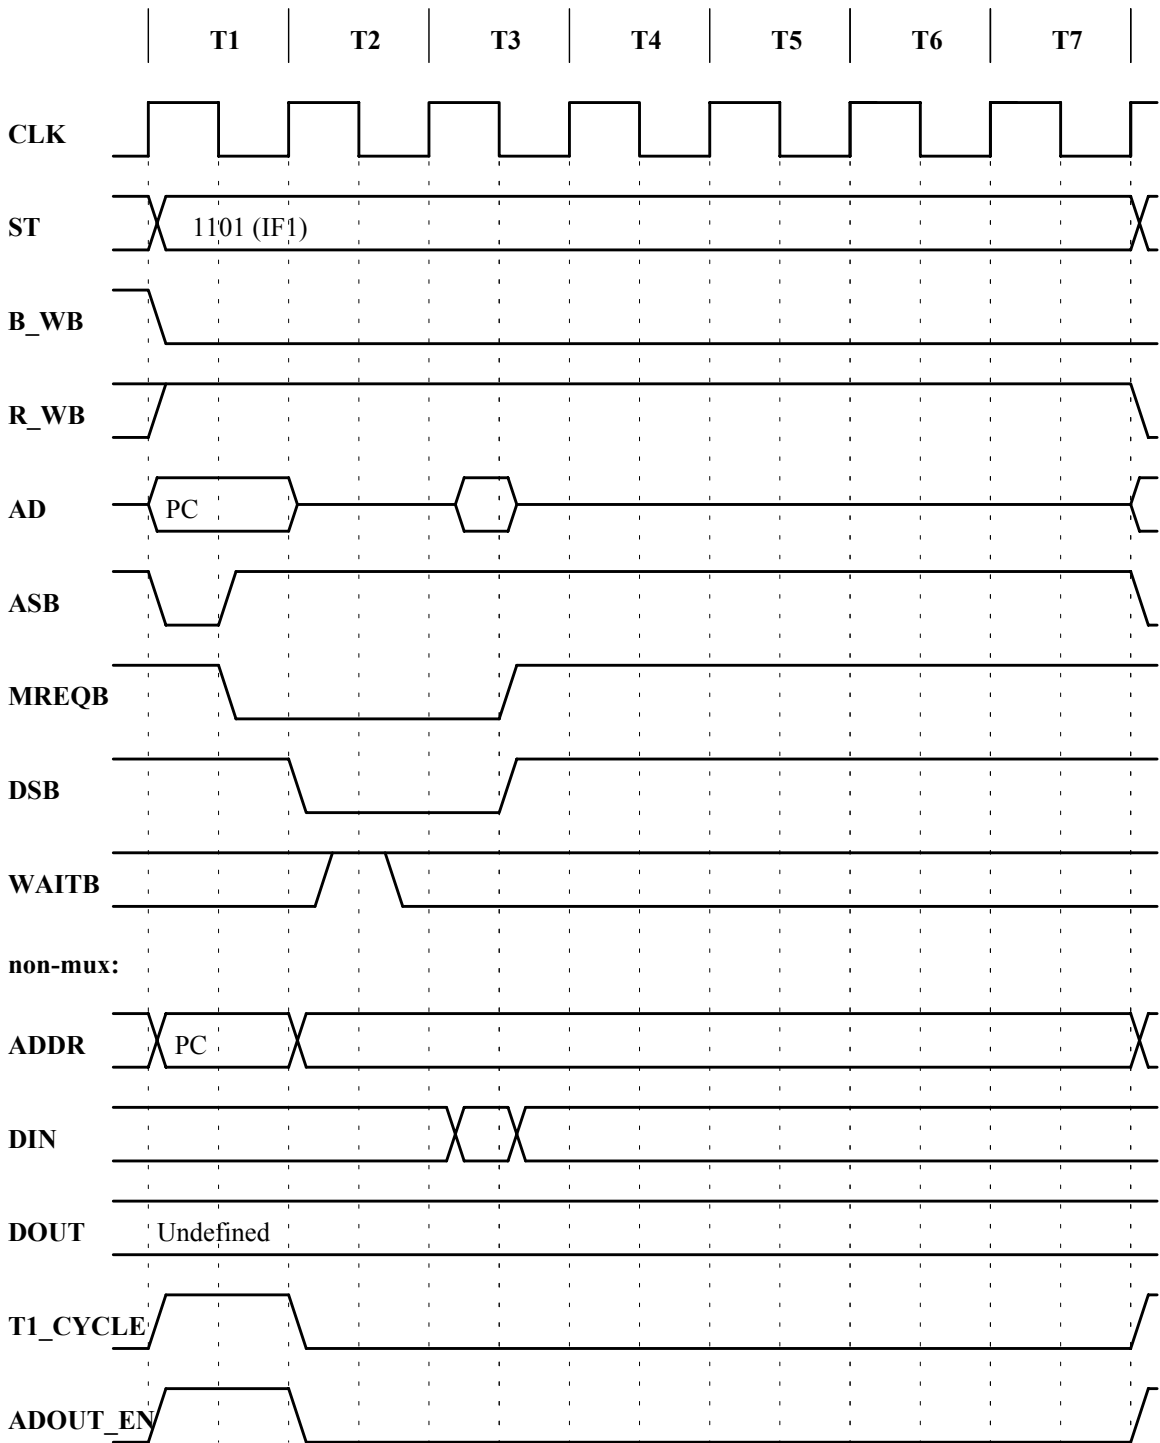 T1 T2 T3 T4 T5 T6 T7
CLK
ST 1101 (IF1)
B_WB
R_WB
AD PC
ASB
MREQB
DSB
WAITB
non-mux:
ADDR PC
DIN
DOUT Undefined
T1_CYCLE
ADOUT_EN